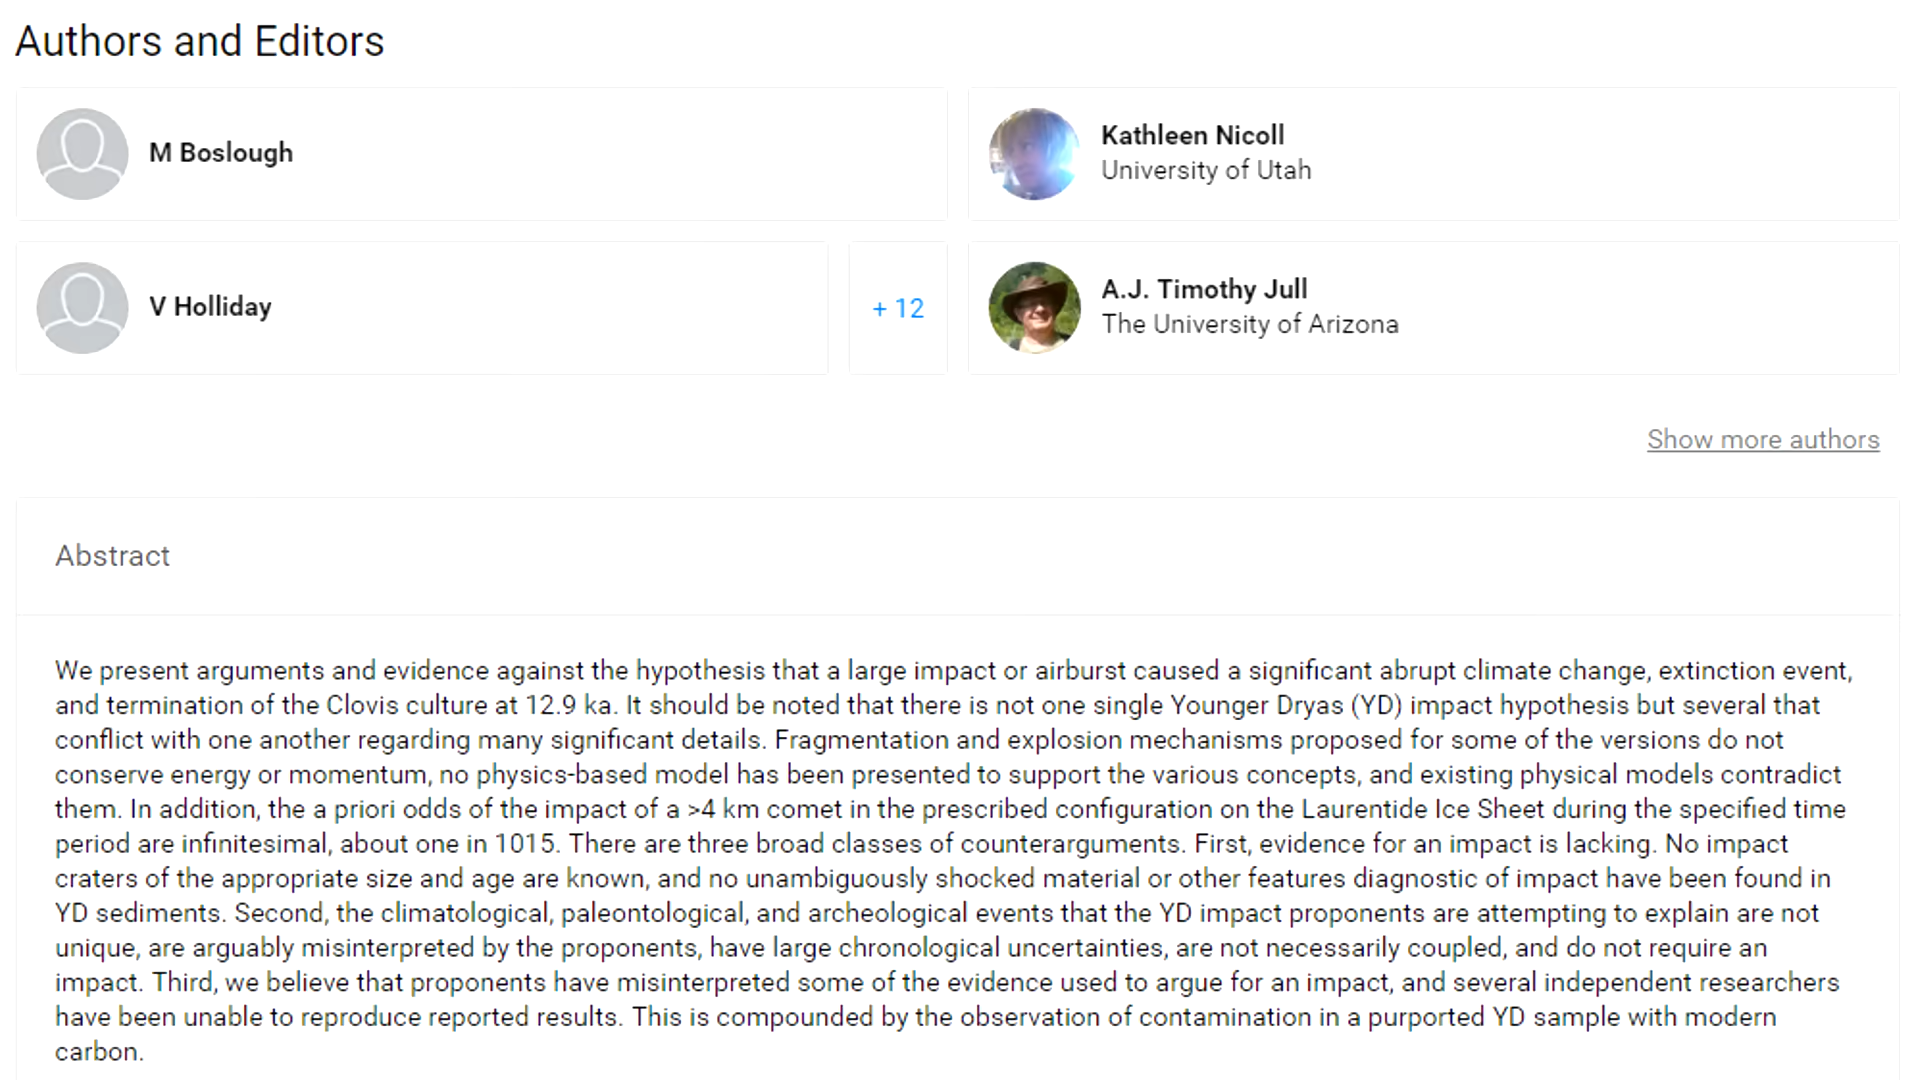 Authors and Editors
M Boslough
Kathleen Nicoll
University of Utah
V Holliday
+ 12
A.J. Timothy Jull
The University of Arizona
Show more authors
Abstract
We present arguments and evidence against the hypothesis that a large impact or airburst caused a significant abrupt climate change, extinction event,
and termination of the Clovis culture at 12.9 ka. It should be noted that there is not one single Younger Dryas (YD) impact hypothesis but several that
conflict with one another regarding many significant details. Fragmentation and explosion mechanisms proposed for some of the versions do not
conserve energy or momentum, no physics-based model has been presented to support the various concepts, and existing physical models contradict
them. In addition, the a priori odds of the impact of a >4 km comet in the prescribed configuration on the Laurentide Ice Sheet during the specified time
period are infinitesimal, about one in 1015. There are three broad classes of counterarguments. First, evidence for an impact is lacking. No impact
craters of the appropriate size and age are known, and no unambiguously shocked material or other features diagnostic of impact have been found in
YD sediments. Second, the climatological, paleontological, and archeological events that the YD impact proponents are attempting to explain are not
unique, are arguably misinterpreted by the proponents, have large chronological uncertainties, are not necessarily coupled, and do not require an
impact. Third, we believe that proponents have misinterpreted some of the evidence used to argue for an impact, and several independent researchers
have been unable to reproduce reported results. This is compounded by the observation of contamination in a purported YD sample with modern
carbon.